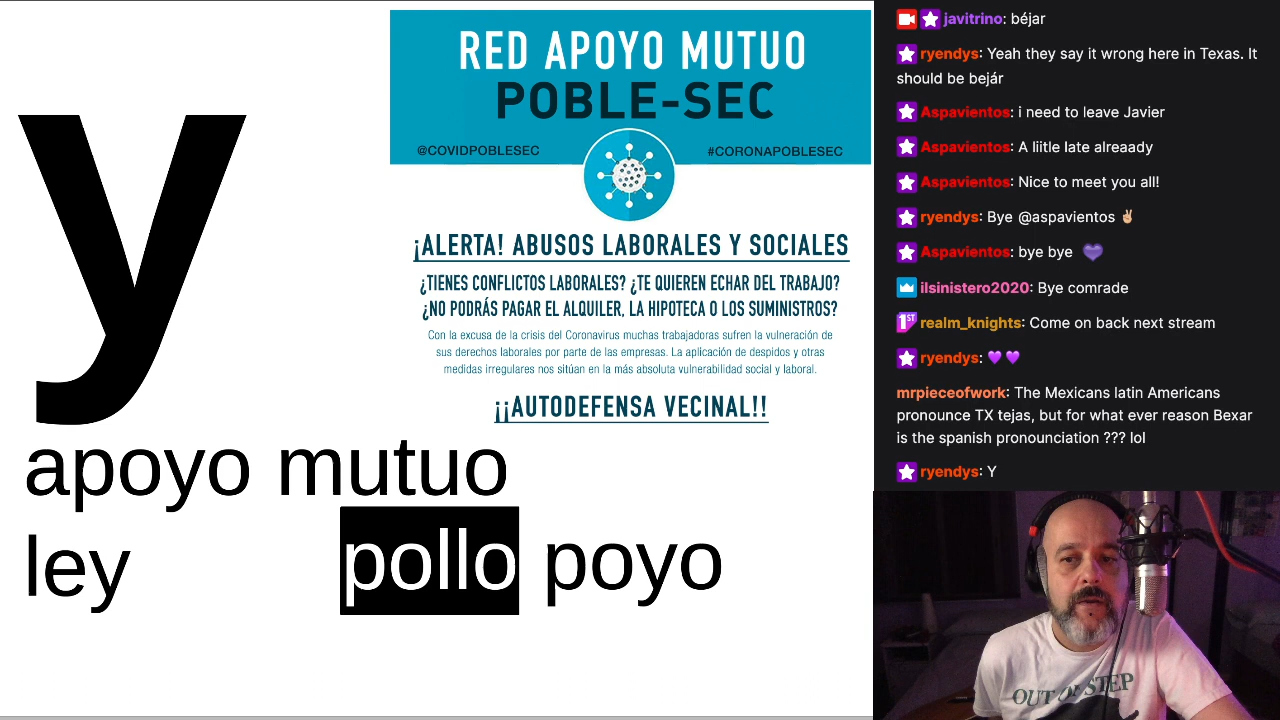 y
apoyo mutuo
ley
pollo poyo
RED APOYO MUTUO
POBLE-SEC
@COVIDPOBLESEC
#CORONAPOBLESEC
¡ALERTA! ABUSOS LABORALES Y SOCIALES
¿TIENES CONFLICTOS LABORALES? ¿TE QUIEREN ECHAR DEL TRABAJO?
¿NO PODRÁS PAGAR EL ALQUILER, LA HIPOTECA O LOS SUMINISTROS?
Con la excusa de la crisis del Coronavirus muchas trabajadoras sufren la vulneración de
sus derechos laborales por parte de las empresas. La aplicación de despidos y otras
medidas irregulares nos sitúan en la más absoluta vulnerabilidad social y laboral.
¡¡AUTODEFENSA VECINAL!!
javitrino: béjar
ryendys: Yeah they say it wrong here in Texas. It
should be bejár
Aspavientos: i need to leave Javier
Aspavientos: A liitle late alreaady
Aspavientos: Nice to meet you all!
ryendys: Bye @aspavientos ✌🏼
Aspavientos: bye bye 💜
ilsinistero2020: Bye comrade
1ST realm_knights: Come on back next stream
ryendys: 💜💜
mrpieceofwork: The Mexicans latin Americans
pronounce TX tejas, but for what ever reason Bexar
is the spanish pronounciation ??? lol
ryendys: Y
OUT OF STEP